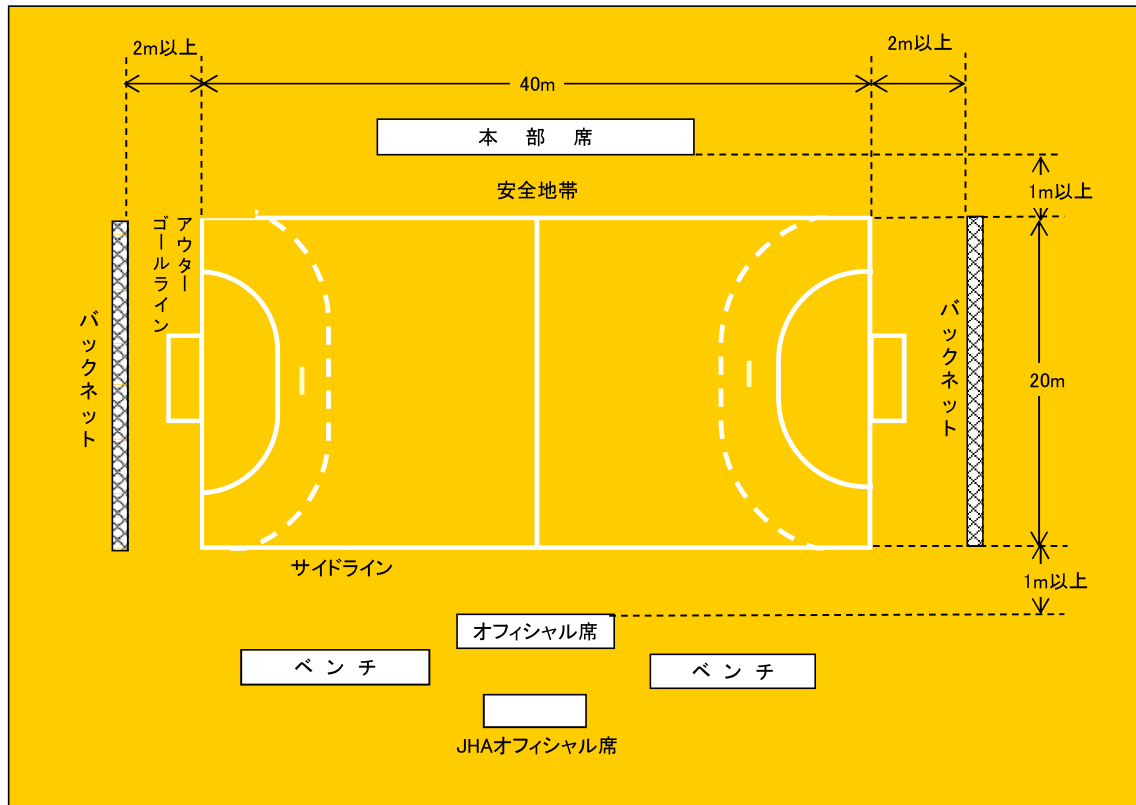 2m以上
40m
2m以上
本部席
安全地帯
1m以上
アウター
ゴールライン
バックネット
バックネット
20m
サイドライン
1m以上
オフィシャル席
ベンチ
ベンチ
JHAオフィシャル席